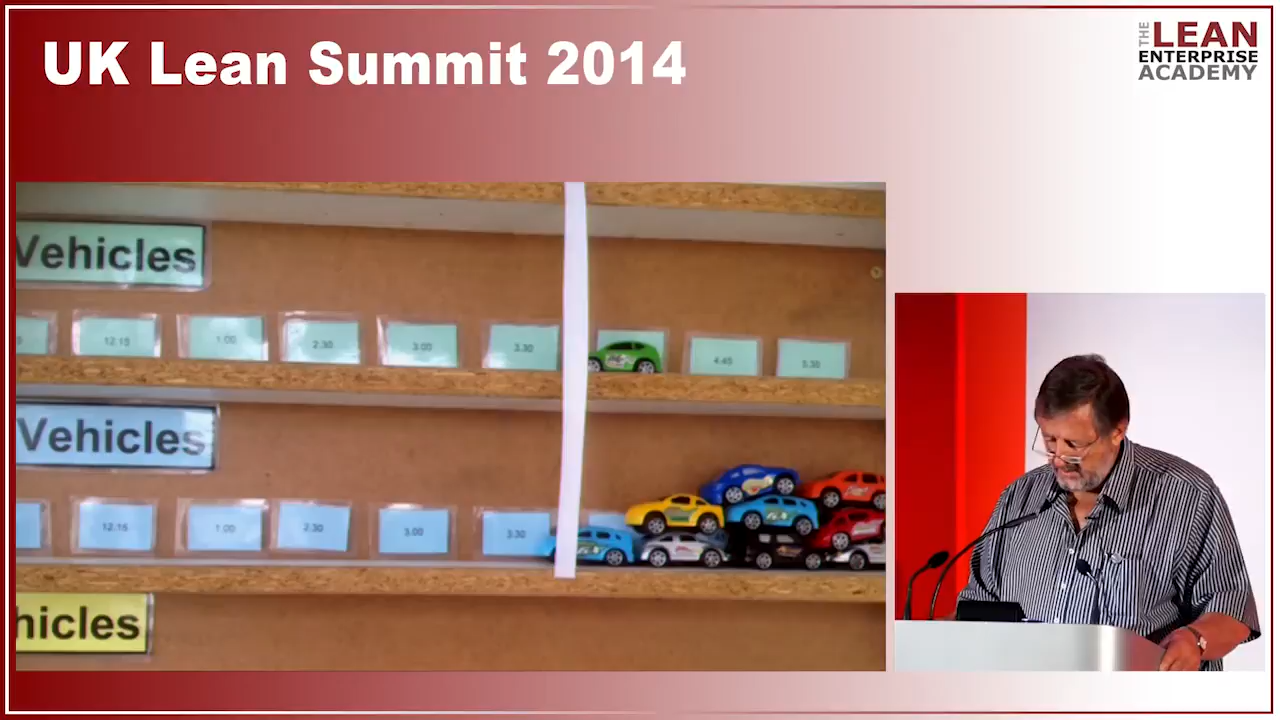 UK Lean Summit 2014
THE
LEAN
ENTERPRISE
ACADEMY
Vehicles
12.15
1.00
2.30
3.00
3.30
4.45
5.30
Vehicles
12.15
1.00
2.30
3.00
3.30
hicles